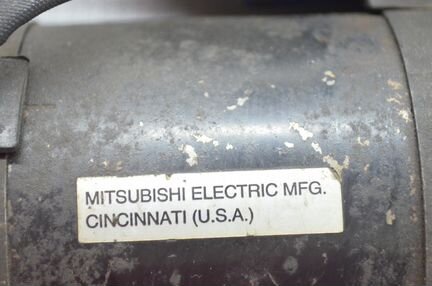 MITSUBISHI ELECTRIC MFG.
CINCINNATI (U.S.A.)